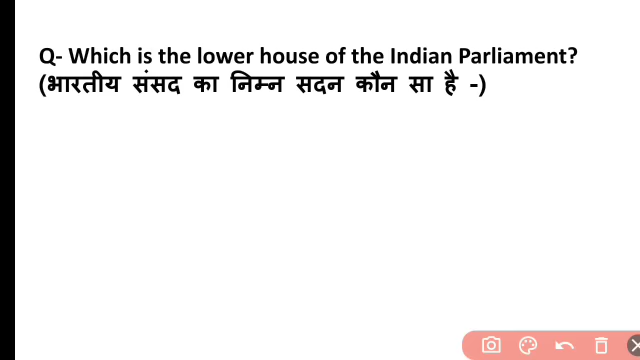 Q- Which is the lower house of the Indian Parliament?
(भारतीय संसद का निम्न सदन कौन सा है -)